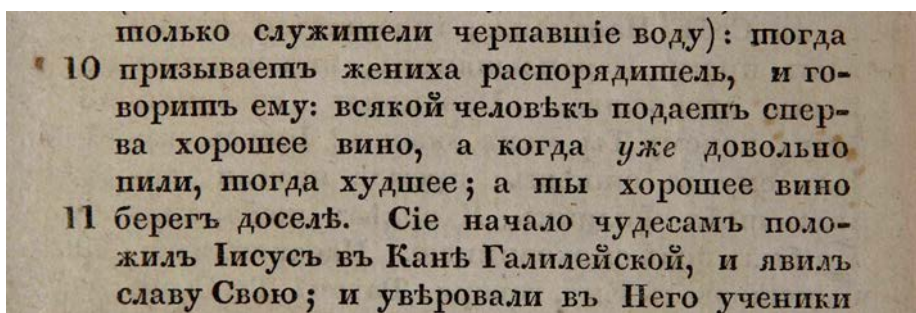 только служители черпавшіе воду): тогда
10 призываетъ жениха распорядитель, и го-
воритъ ему: всякой человѣкъ подаетъ спер-
ва хорошее вино, а когда уже довольно
пили, тогда худшее; а ты хорошее вино
11 берегъ доселѣ. Сіе начало чудесамъ поло-
жилъ Іисусъ въ Канѣ Галилейской, и явилъ
славу Свою; и увѣровали въ Него ученики